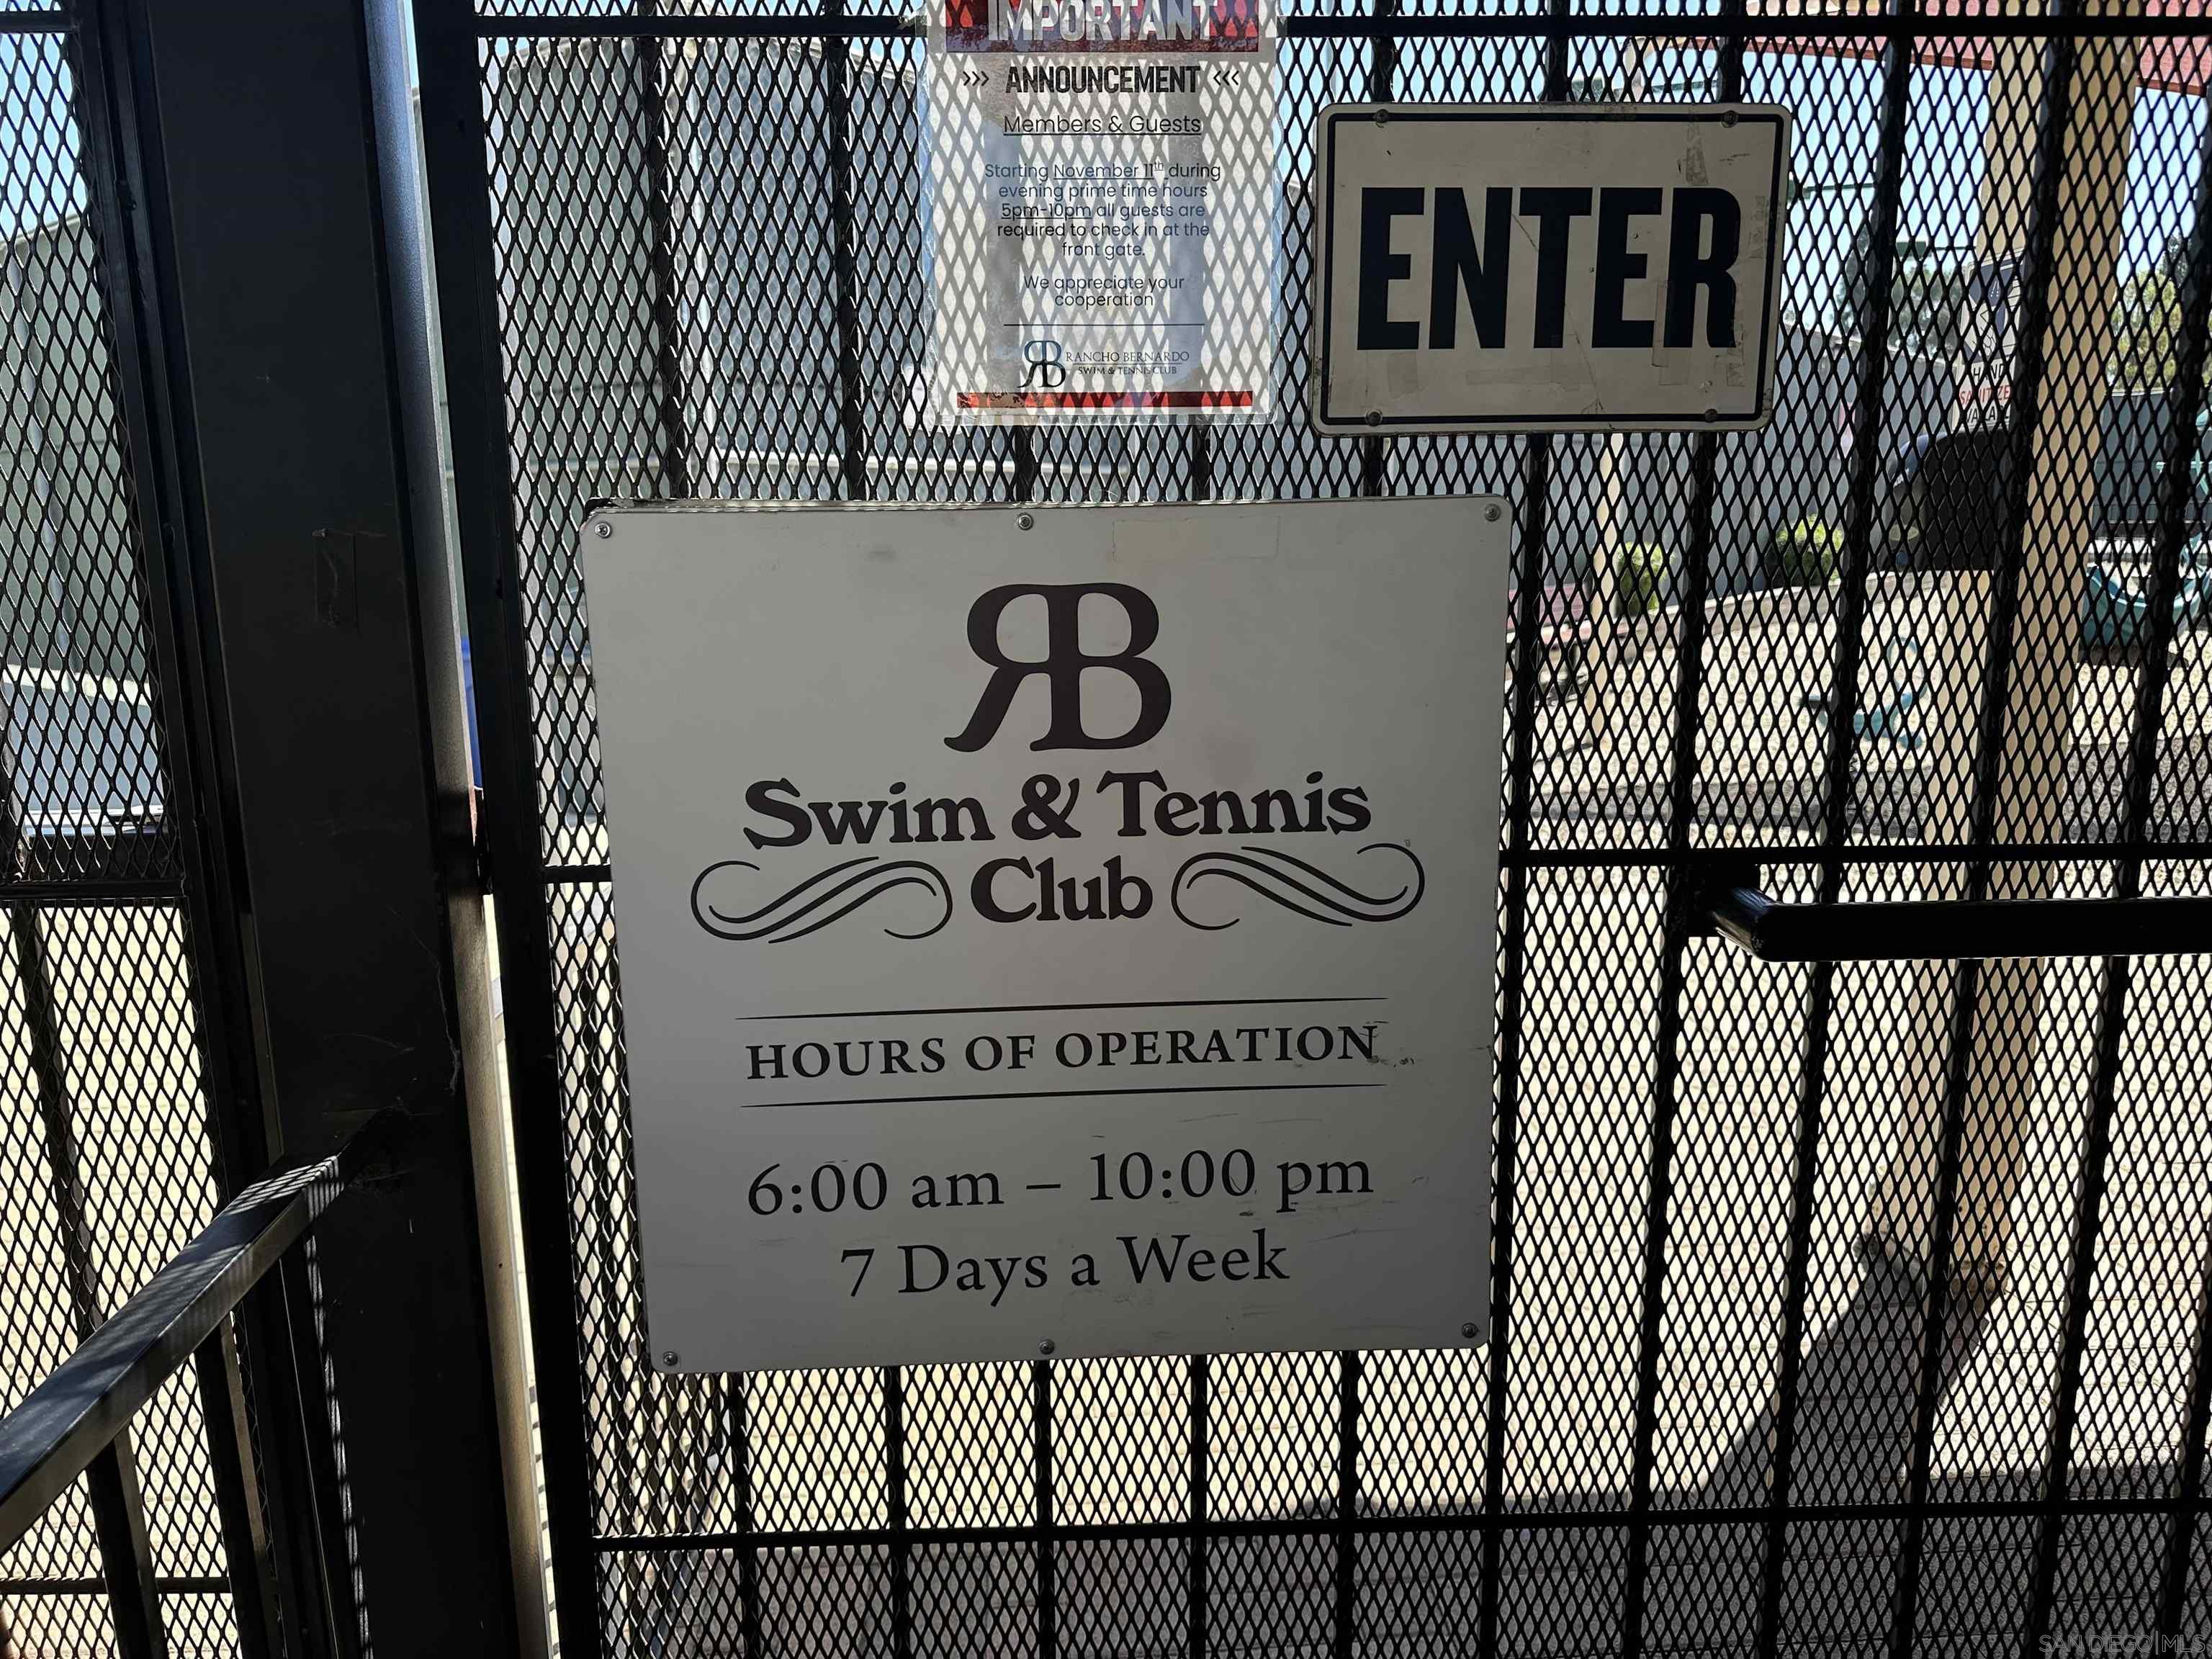 IMPORTANT
››› ANNOUNCEMENT ‹‹‹
Members & Guests
Starting November 11th during
evening prime time hours
5pm-10pm all guests are
required to check in at the
front gate.
We appreciate your
cooperation
RB RANCHO BERNARDO
SWIM & TENNIS CLUB
ENTER
HAND
RB
Swim & Tennis
Club
HOURS OF OPERATION
6:00 am – 10:00 pm
7 Days a Week
SAN DIEGO MLS